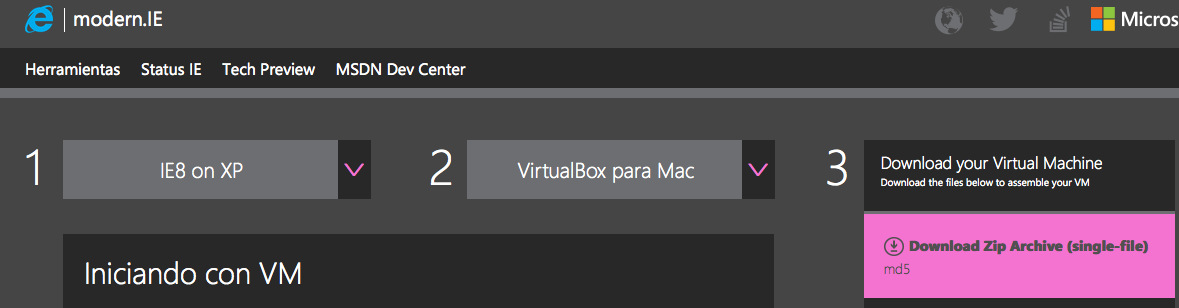 modern.IE
Micros
Herramientas Status IE Tech Preview MSDN Dev Center
1 IE8 on XP
2 VirtualBox para Mac
3 Download your Virtual Machine
Download the files below to assemble your VM
Download Zip Archive (single-file)
md5
Iniciando con VM